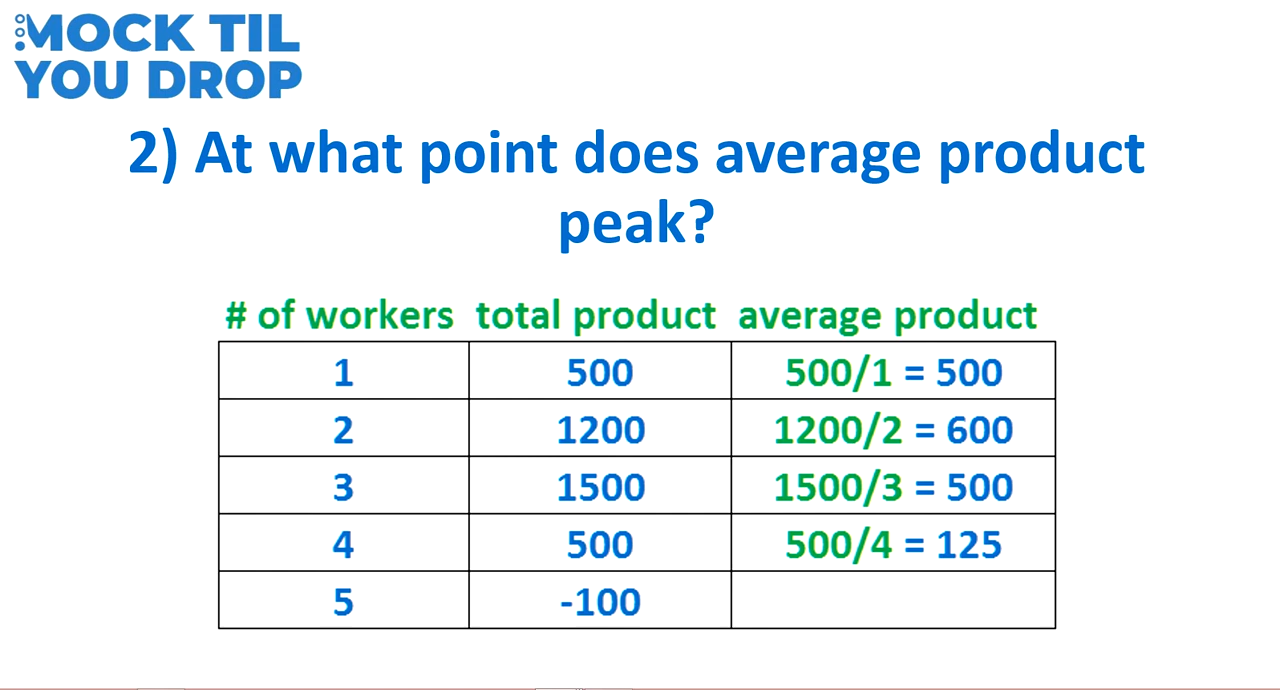 MOCK TIL
YOU DROP
2) At what point does average product
peak?
# of workers total product average product
1 500 500/1 = 500
2 1200 1200/2 = 600
3 1500 1500/3 = 500
4 500 500/4 = 125
5 -100